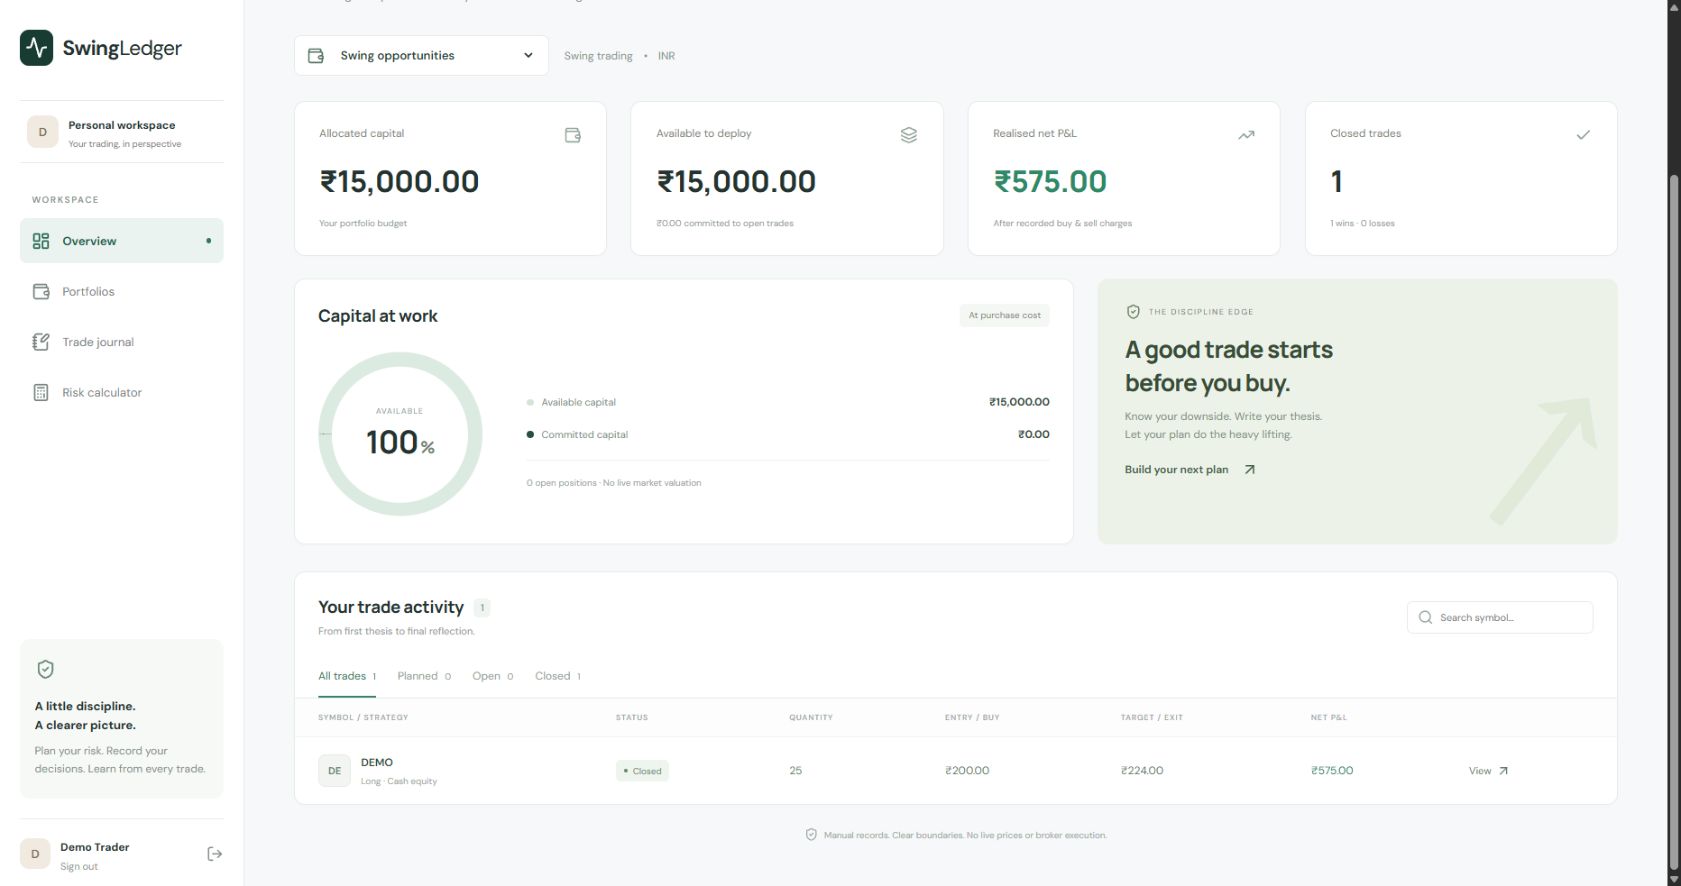 SwingLedger
D
Personal workspace
Your trading, in perspective
WORKSPACE
Overview
Portfolios
Trade journal
Risk calculator
A little discipline.
A clearer picture.
Plan your risk. Record your
decisions. Learn from every trade.
D
Demo Trader
Sign out
Swing opportunities
Swing trading • INR
Allocated capital
₹15,000.00
Your portfolio budget
Available to deploy
₹15,000.00
₹0.00 committed to open trades
Realised net P&L
₹575.00
After recorded buy & sell charges
Closed trades
1
1 wins · 0 losses
Capital at work
At purchase cost
AVAILABLE
100%
Available capital ₹15,000.00
Committed capital ₹0.00
0 open positions · No live market valuation
THE DISCIPLINE EDGE
A good trade starts
before you buy.
Know your downside. Write your thesis.
Let your plan do the heavy lifting.
Build your next plan
Your trade activity 1
From first thesis to final reflection.
Search symbol...
All trades 1 Planned 0 Open 0 Closed 1
SYMBOL / STRATEGY STATUS QUANTITY ENTRY / BUY TARGET / EXIT NET P&L
DE DEMO
Long · Cash equity
• Closed 25 ₹200.00 ₹224.00 ₹575.00 View
Manual records. Clear boundaries. No live prices or broker execution.